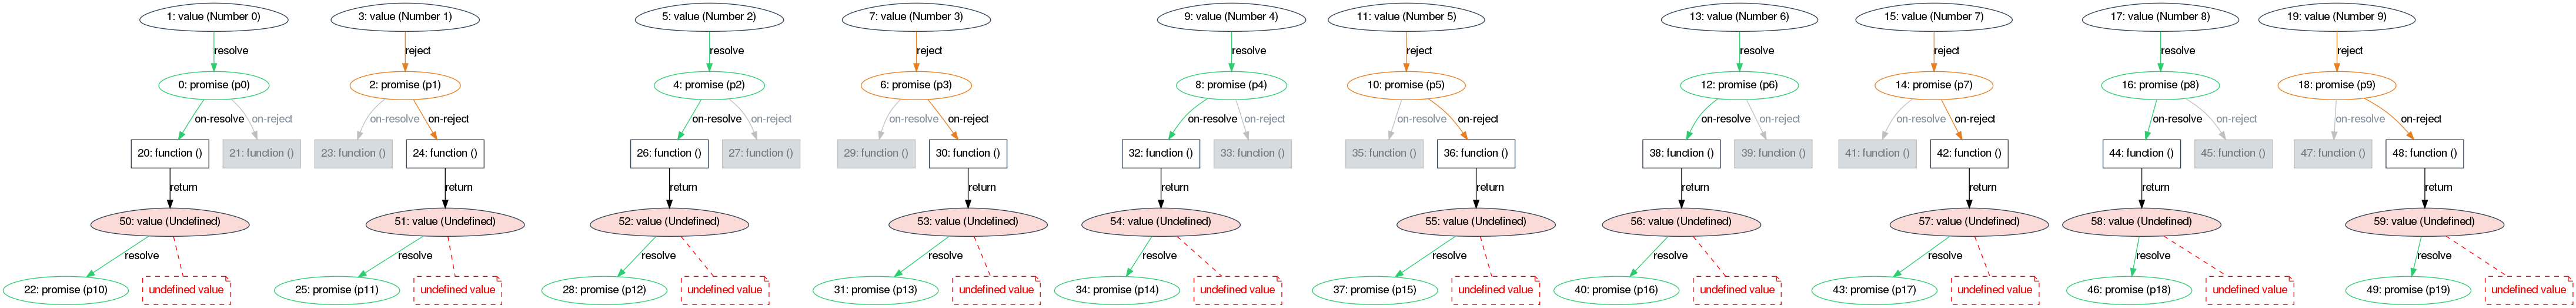 1: value (Number 0)
3: value (Number 1)
5: value (Number 2)
7: value (Number 3)
9: value (Number 4)
11: value (Number 5)
13: value (Number 6)
15: value (Number 7)
17: value (Number 8)
19: value (Number 9)
resolve
reject
resolve
reject
resolve
reject
resolve
reject
resolve
reject
0: promise (p0)
2: promise (p1)
4: promise (p2)
6: promise (p3)
8: promise (p4)
10: promise (p5)
12: promise (p6)
14: promise (p7)
16: promise (p8)
18: promise (p9)
on-resolve
on-reject
on-resolve
on-reject
on-resolve
on-reject
on-resolve
on-reject
on-resolve
on-reject
on-resolve
on-reject
on-resolve
on-reject
on-resolve
on-reject
on-resolve
on-reject
on-resolve
on-reject
20: function ()
21: function ()
23: function ()
24: function ()
26: function ()
27: function ()
29: function ()
30: function ()
32: function ()
33: function ()
35: function ()
36: function ()
38: function ()
39: function ()
41: function ()
42: function ()
44: function ()
45: function ()
47: function ()
48: function ()
return
return
return
return
return
return
return
return
return
return
50: value (Undefined)
51: value (Undefined)
52: value (Undefined)
53: value (Undefined)
54: value (Undefined)
55: value (Undefined)
56: value (Undefined)
57: value (Undefined)
58: value (Undefined)
59: value (Undefined)
resolve
resolve
resolve
resolve
resolve
resolve
resolve
resolve
resolve
resolve
22: promise (p10)
undefined value
25: promise (p11)
undefined value
28: promise (p12)
undefined value
31: promise (p13)
undefined value
34: promise (p14)
undefined value
37: promise (p15)
undefined value
40: promise (p16)
undefined value
43: promise (p17)
undefined value
46: promise (p18)
undefined value
49: promise (p19)
undefined value